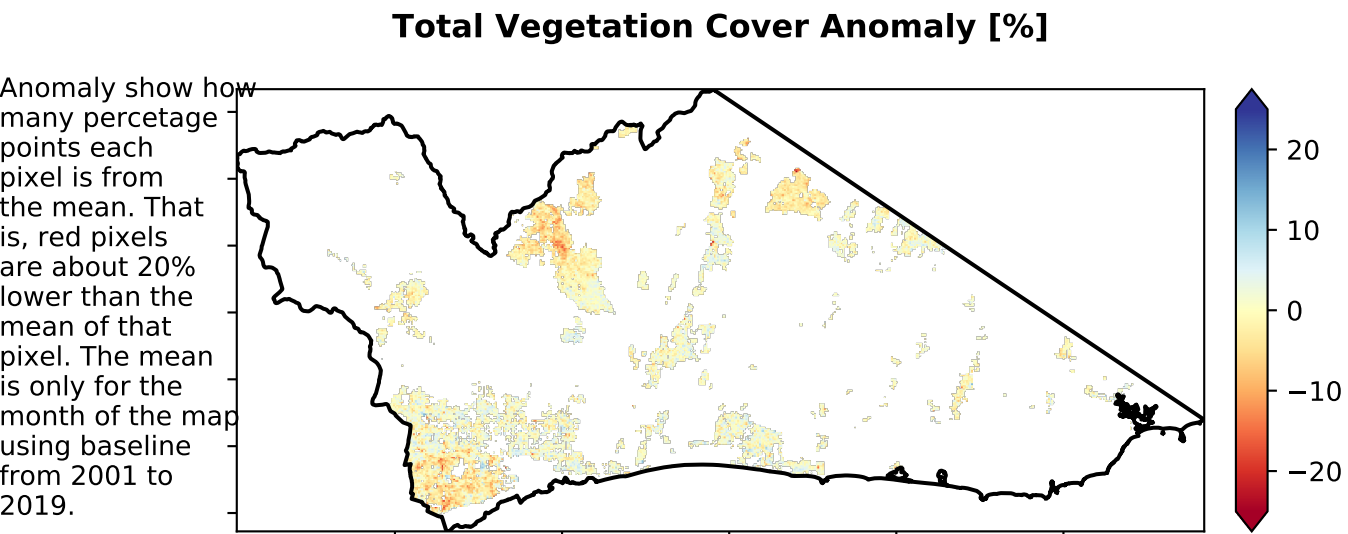 Total Vegetation Cover Anomaly [%]
Anomaly show how
many percetage
points each
pixel is from
the mean. That
is, red pixels
are about 20%
lower than the
mean of that
pixel. The mean
is only for the
month of the map
using baseline
from 2001 to
2019.
20
10
0
−10
−20